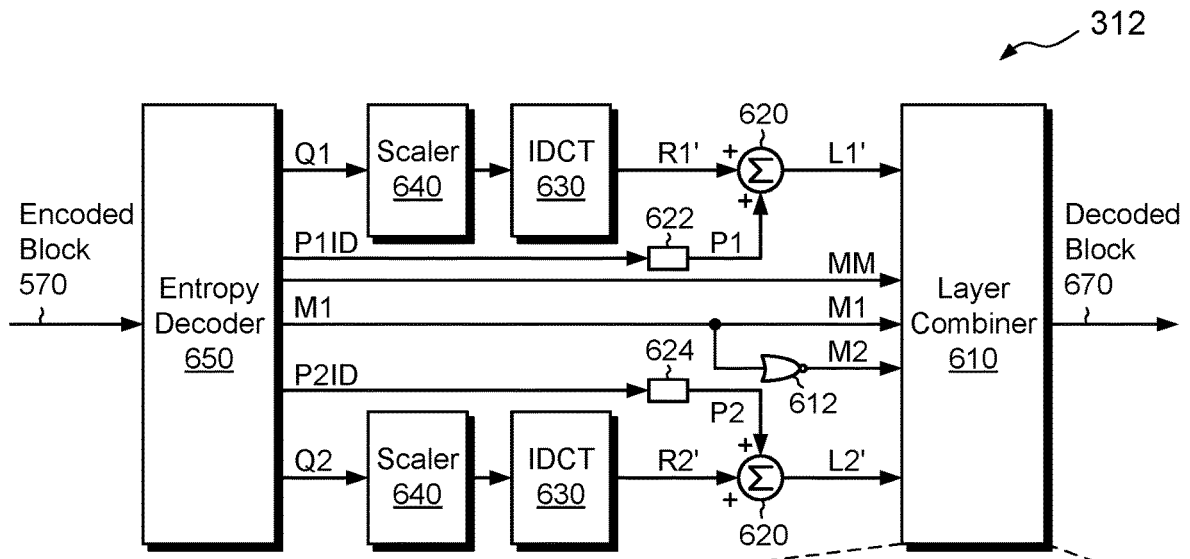 312
Encoded
Block
570
Entropy
Decoder
650
Q1
Scaler
640
IDCT
630
R1'
+
+
Σ
620
L1'
P1ID
622
P1
MM
M1
M1
M2
612
P2ID
624
P2
Q2
Scaler
640
IDCT
630
R2'
+
+
Σ
620
L2'
Layer
Combiner
610
Decoded
Block
670